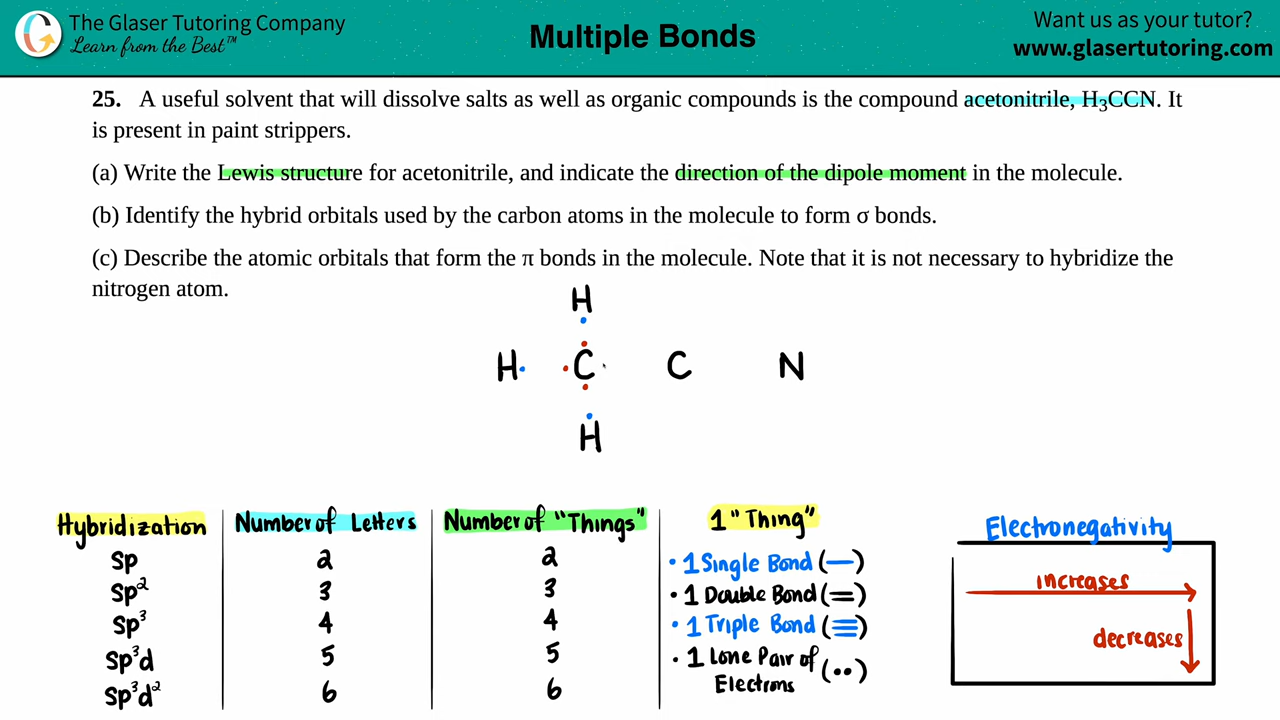 The Glaser Tutoring Company
Learn from the Best™
Multiple Bonds
Want us as your tutor?
www.glasertutoring.com
25. A useful solvent that will dissolve salts as well as organic compounds is the compound acetonitrile, H₃CCN. It
is present in paint strippers.
(a) Write the Lewis structure for acetonitrile, and indicate the direction of the dipole moment in the molecule.
(b) Identify the hybrid orbitals used by the carbon atoms in the molecule to form σ bonds.
(c) Describe the atomic orbitals that form the π bonds in the molecule. Note that it is not necessary to hybridize the
nitrogen atom.
H
H C C N
H
Hybridization Number of Letters Number of "Things" 1 "Thing"
Sp 2 2 • 1 Single Bond (—)
Sp² 3 3 • 1 Double Bond (=)
Sp³ 4 4 • 1 Triple Bond (≡)
Sp³d 5 5 • 1 Lone Pair of
Electrons (••)
Sp³d² 6 6
Electronegativity
increases
decreases